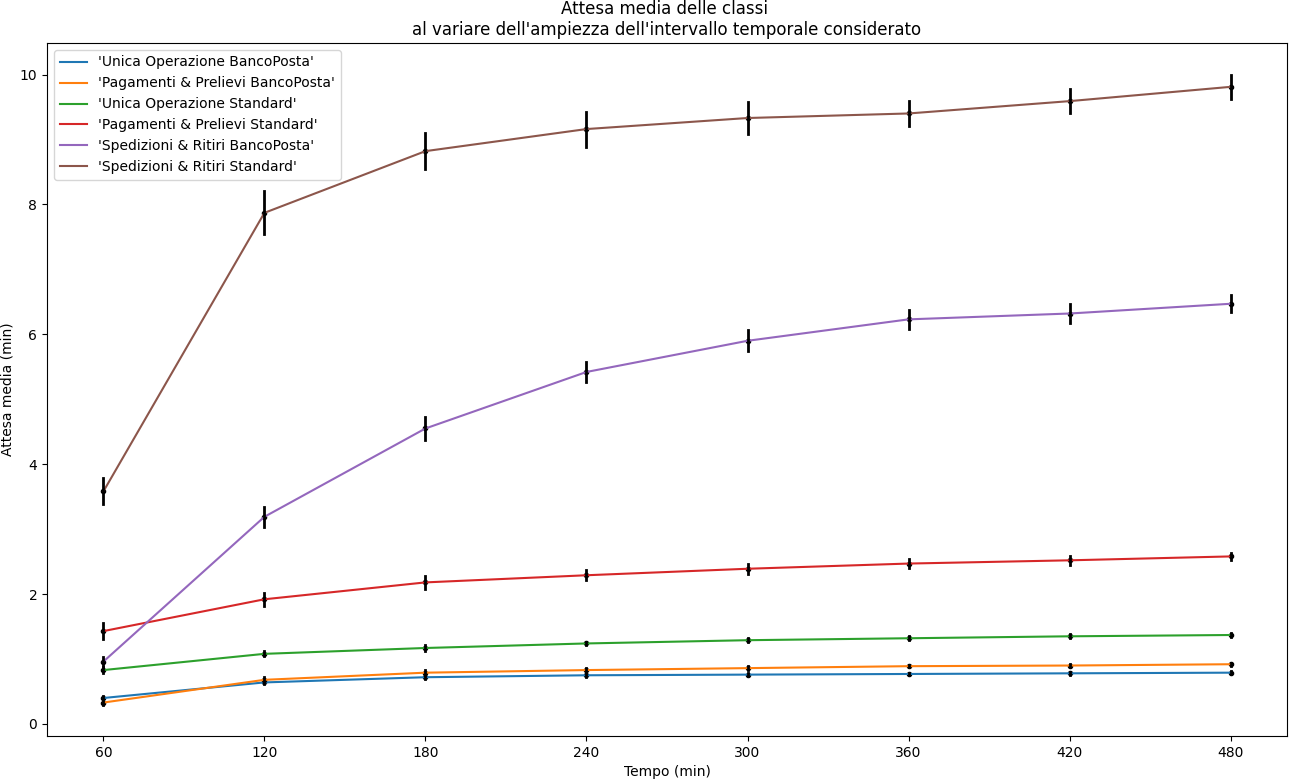 Attesa media delle classi
al variare dell'ampiezza dell'intervallo temporale considerato
'Unica Operazione BancoPosta'
'Pagamenti & Prelievi BancoPosta'
'Unica Operazione Standard'
'Pagamenti & Prelievi Standard'
'Spedizioni & Ritiri BancoPosta'
'Spedizioni & Ritiri Standard'
Attesa media (min)
10
8
6
4
2
0
60 120 180 240 300 360 420 480
Tempo (min)